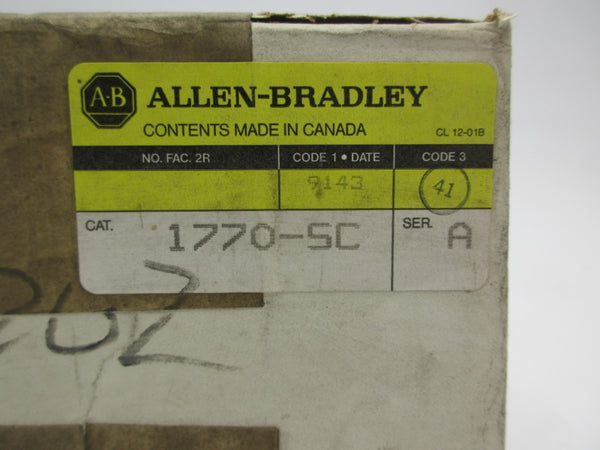 A-B ALLEN-BRADLEY
CONTENTS MADE IN CANADA CL 12-01B
NO. FAC. 2R CODE 1 • DATE CODE 3
9143 41
CAT. 1770-SC SER. A
202